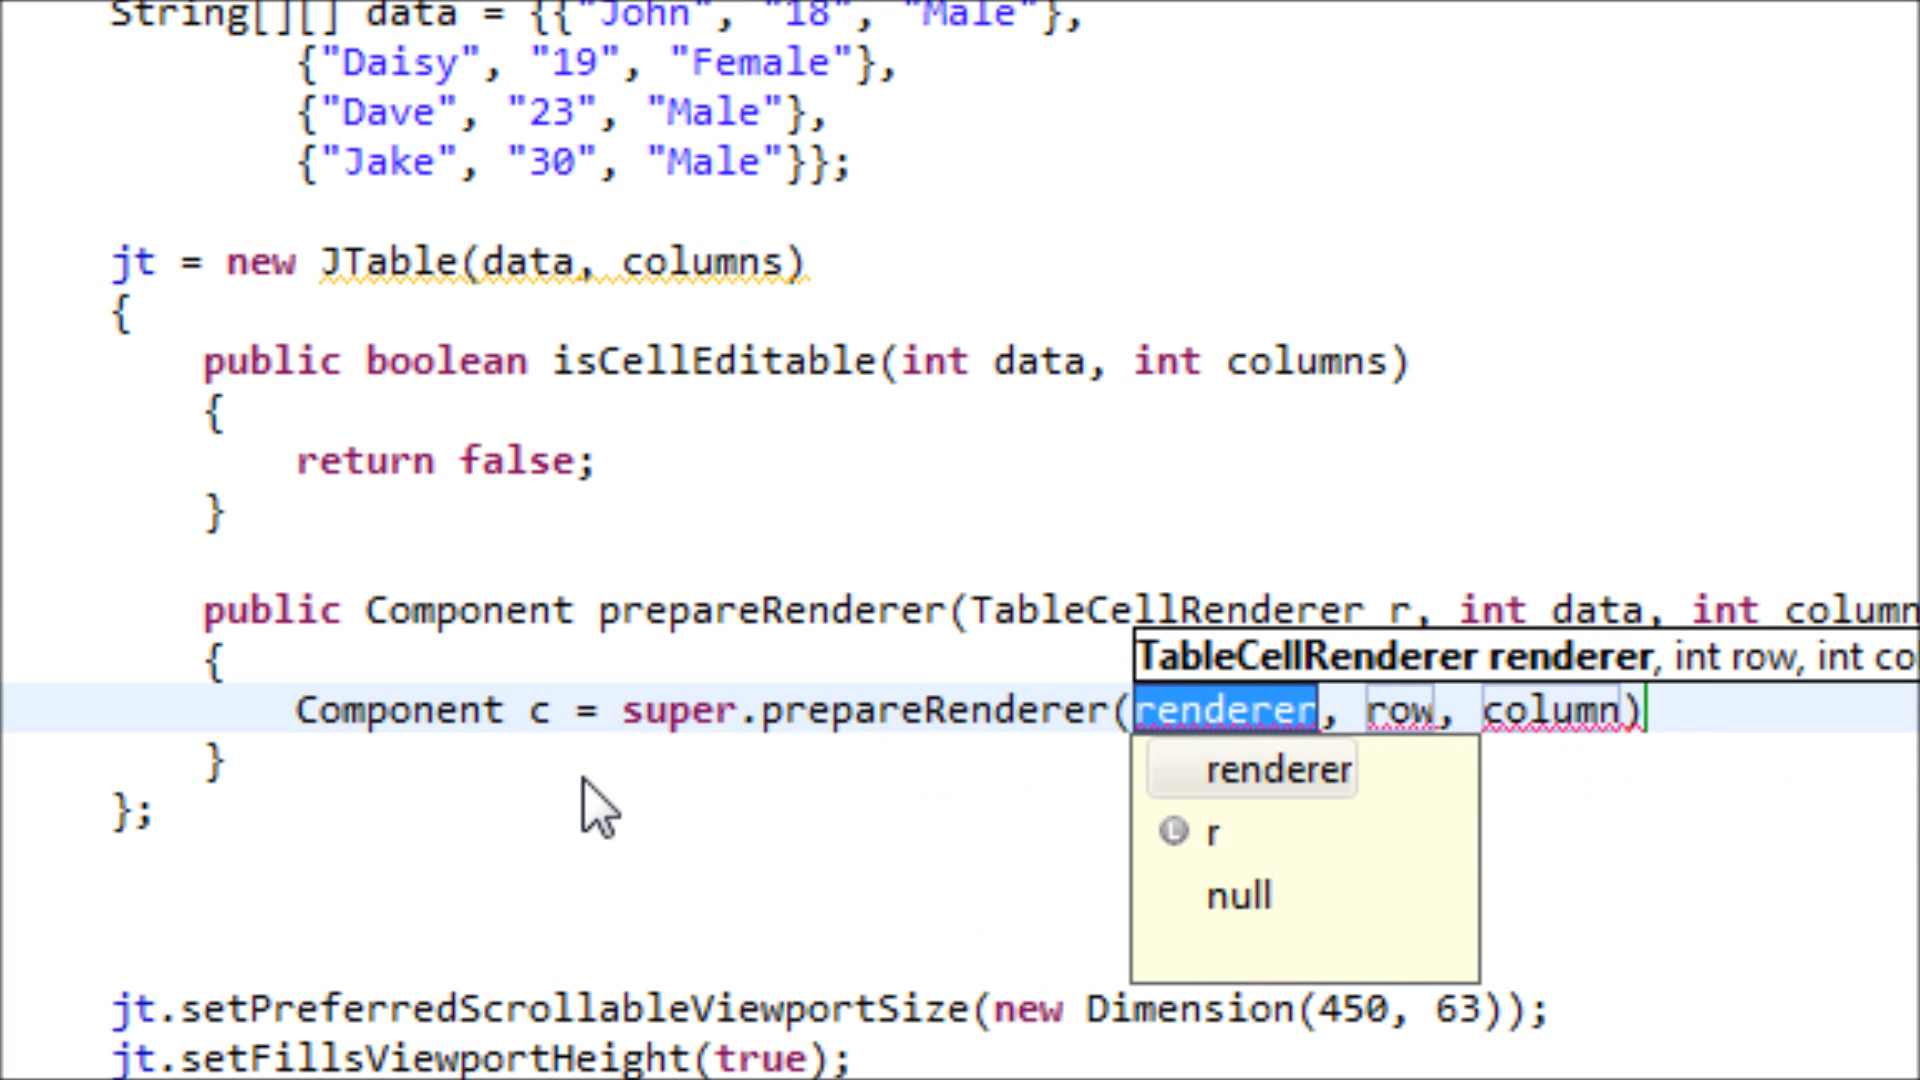 String[][] data = {{"John", "18", "Male"},
{"Daisy", "19", "Female"},
{"Dave", "23", "Male"},
{"Jake", "30", "Male"}};
jt = new JTable(data, columns)
{
public boolean isCellEditable(int data, int columns)
{
return false;
}
public Component prepareRenderer(TableCellRenderer r, int data, int column
TableCellRenderer renderer, int row, int co
{
Component c = super.prepareRenderer(renderer, row, column)
renderer
}
L r
};
null
jt.setPreferredScrollableViewportSize(new Dimension(450, 63));
jt.setFillsViewportHeight(true);